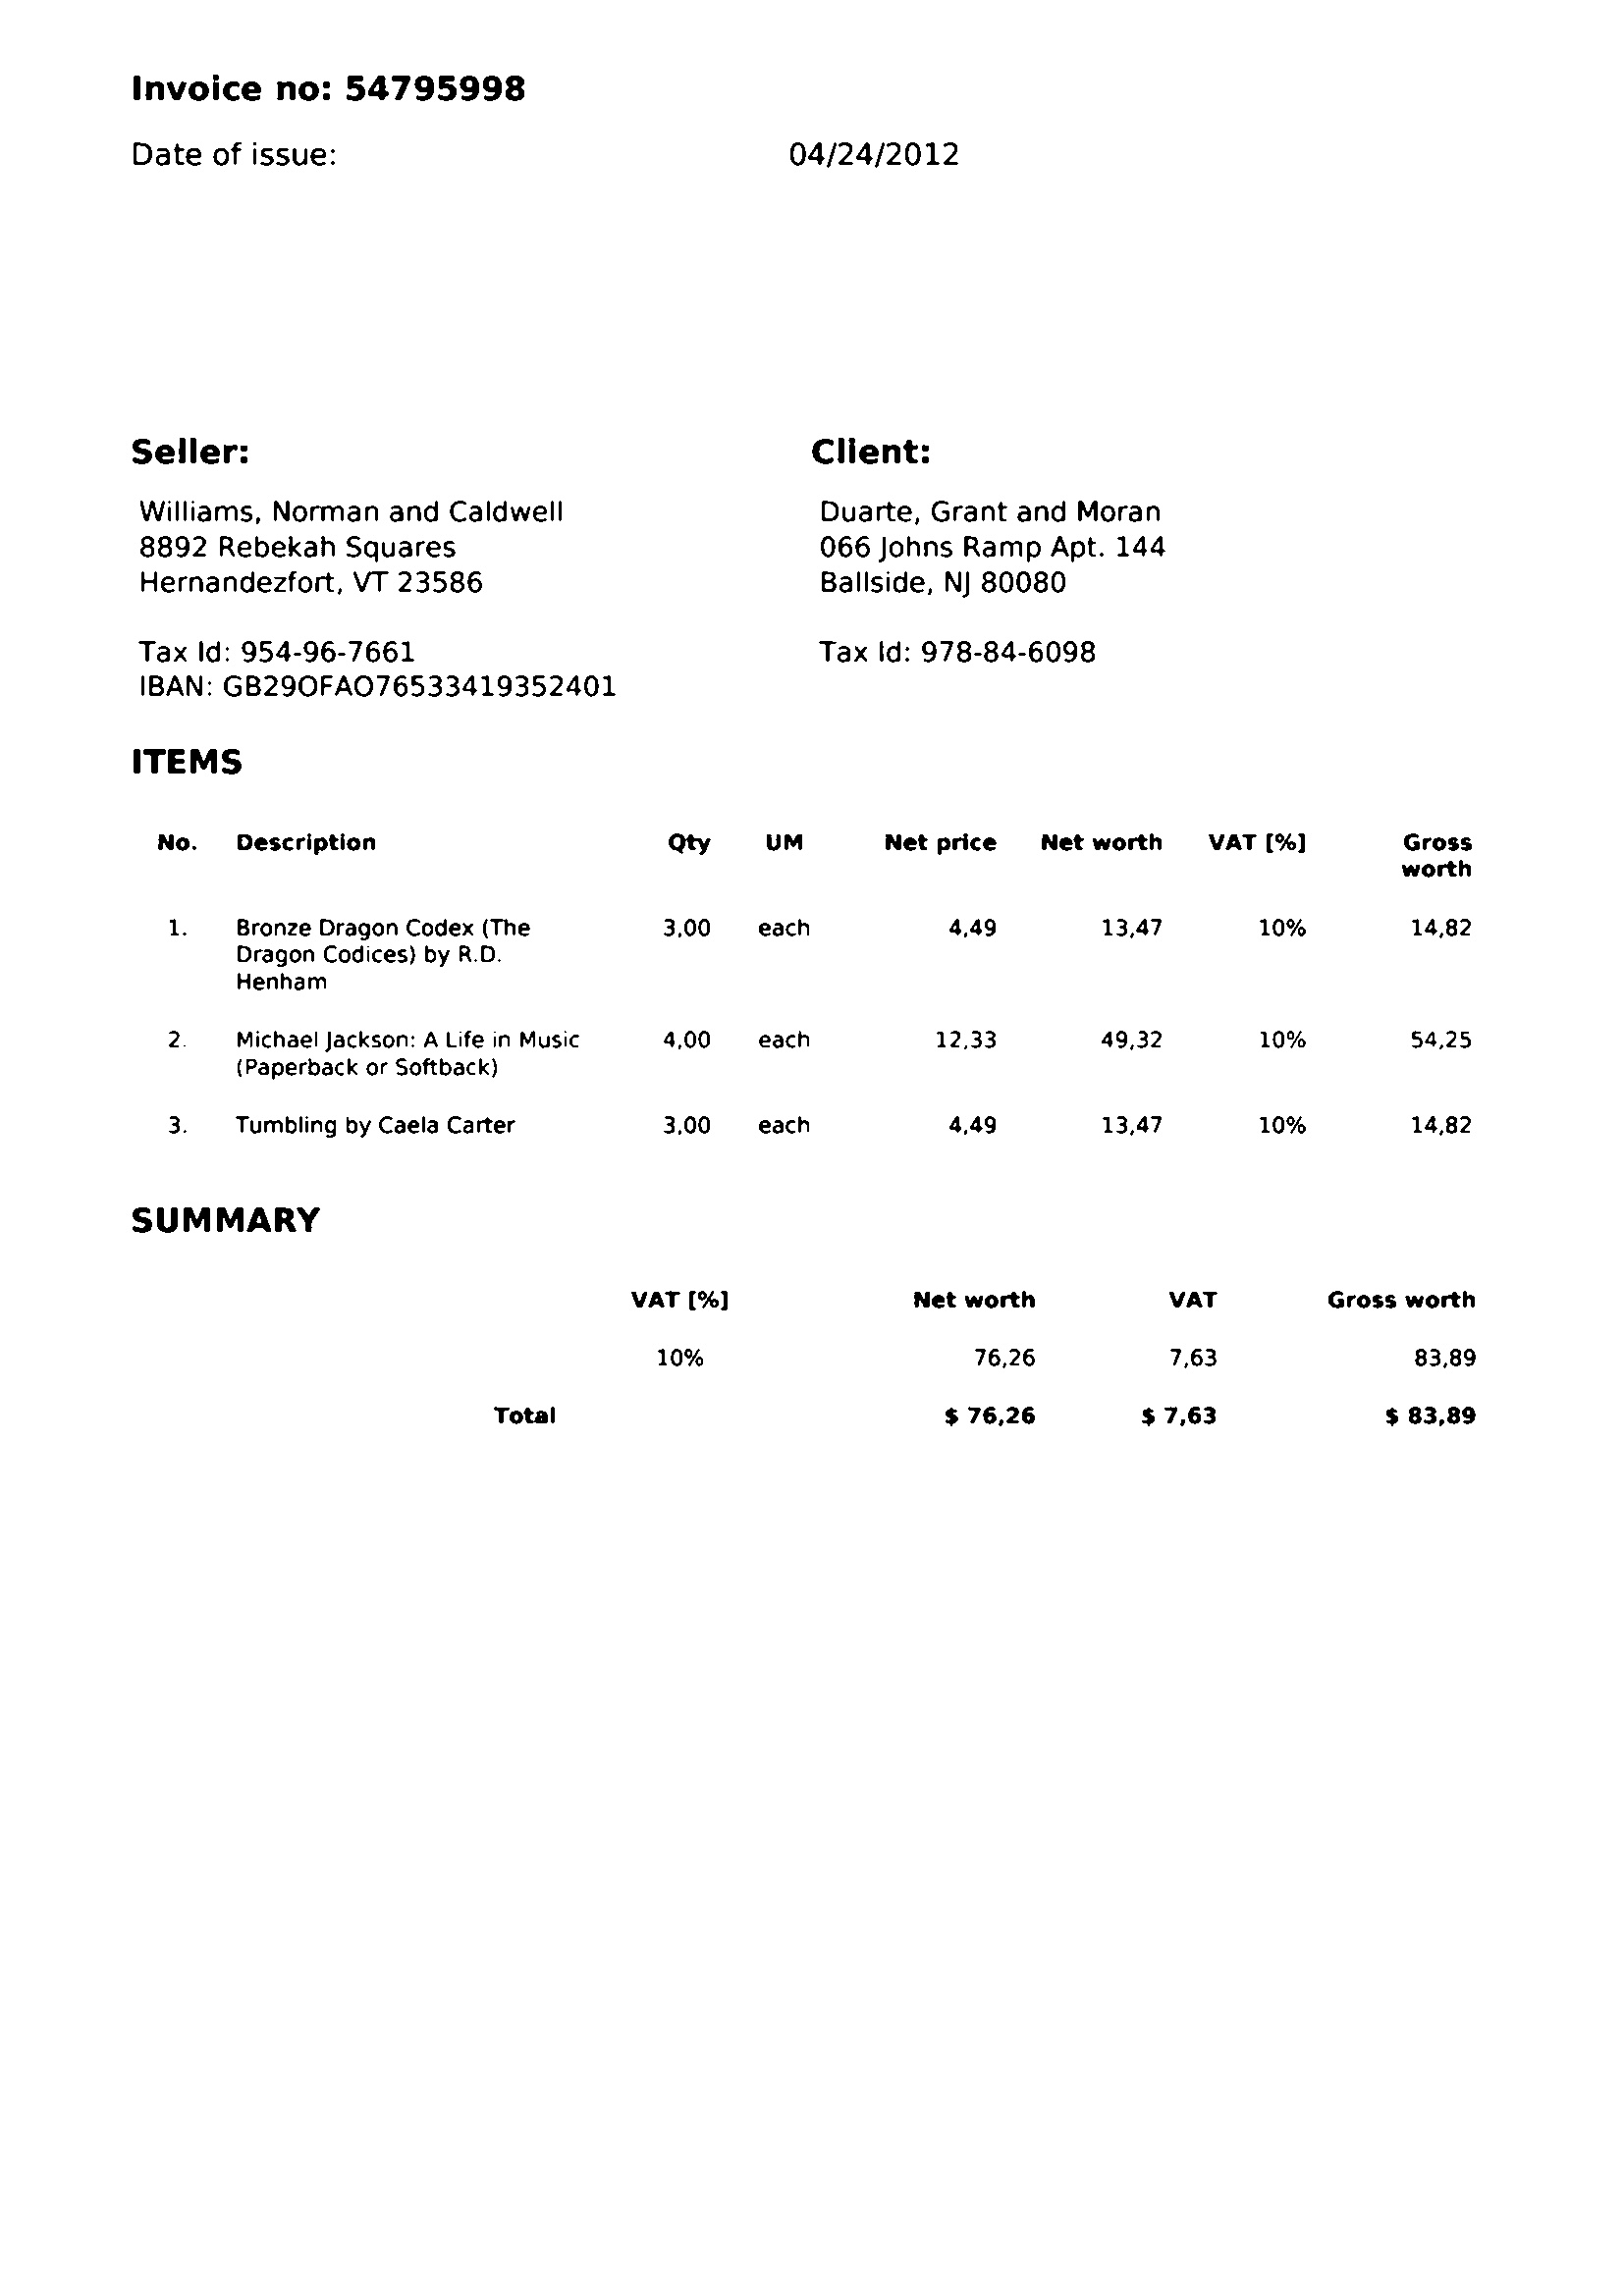 Invoice no: 54795998
Date of issue: 04/24/2012
Seller:
Williams, Norman and Caldwell
8892 Rebekah Squares
Hernandezfort, VT 23586
Tax Id: 954-96-7661
IBAN: GB29OFAO76533419352401
Client:
Duarte, Grant and Moran
066 Johns Ramp Apt. 144
Ballside, NJ 80080
Tax Id: 978-84-6098
ITEMS
No. Description Qty UM Net price Net worth VAT [%] Gross
worth
1. Bronze Dragon Codex (The 3,00 each 4,49 13,47 10% 14,82
Dragon Codices) by R.D.
Henham
2. Michael Jackson: A Life in Music 4,00 each 12,33 49,32 10% 54,25
(Paperback or Softback)
3. Tumbling by Caela Carter 3,00 each 4,49 13,47 10% 14,82
SUMMARY
VAT [%] Net worth VAT Gross worth
10% 76,26 7,63 83,89
Total $ 76,26 $ 7,63 $ 83,89